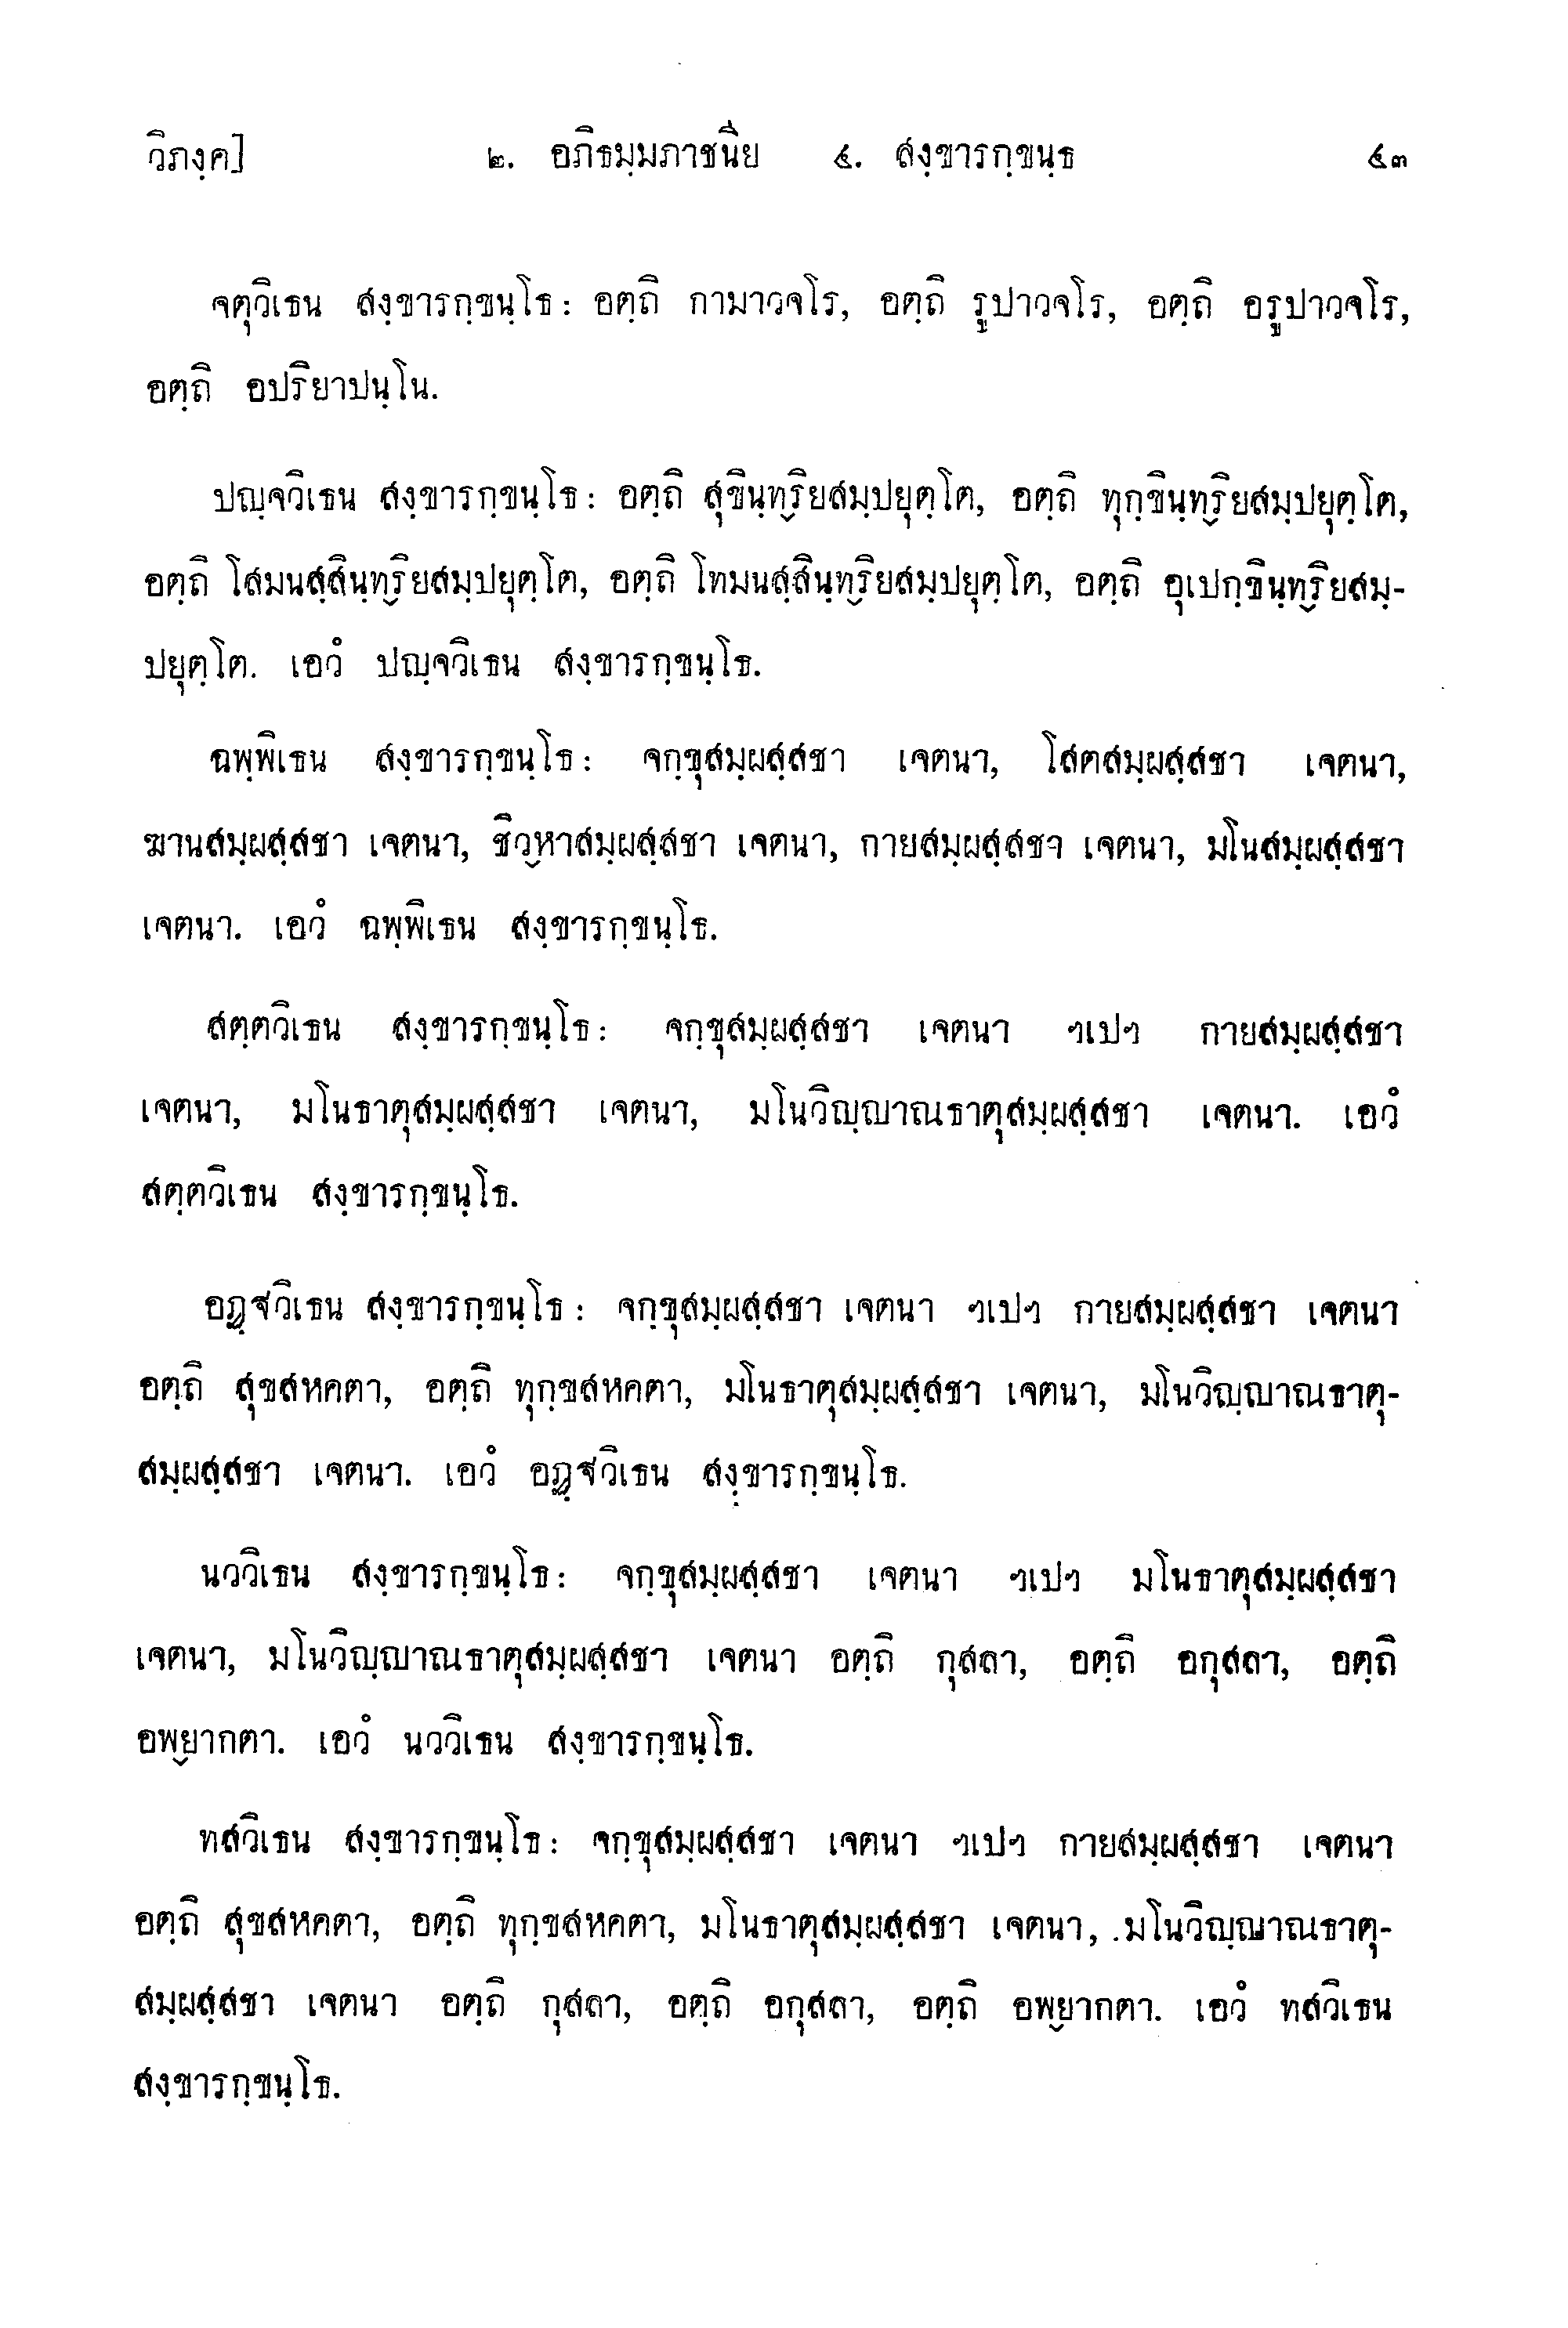 วิภงฺค] ๒. อภิธมฺมภาชนีย ๔. สงฺขารกฺขนฺธ ๔๓
จตุวิเธน สงฺขารกฺขนฺโธ: อตฺถิ กามาวจโร, อตฺถิ รูปาวจโร, อตฺถิ อรูปาวจโร,
อตฺถิ อปริยาปนฺโน.
ปญฺจวิเธน สงฺขารกฺขนฺโธ: อตฺถิ สุขินฺท๎ริยสมฺปยุตฺโต, อตฺถิ ทุกฺขินฺท๎ริยสมฺปยุตฺโต,
อตฺถิ โสมนสฺสินฺท๎ริยสมฺปยุตฺโต, อตฺถิ โทมนสฺสินฺท๎ริยสมฺปยุตฺโต, อตฺถิ อุเปกฺขินฺท๎ริยสมฺ-
ปยุตฺโต. เอวํ ปญฺจวิเธน สงฺขารกฺขนฺโธ.
ฉพฺพิเธน สงฺขารกฺขนฺโธ: จกฺขุสมฺผสฺสชา เจตนา, โสตสมฺผสฺสชา เจตนา,
ฆานสมฺผสฺสชา เจตนา, ชิว๎หาสมฺผสฺสชา เจตนา, กายสมฺผสฺสชา เจตนา, มโนสมฺผสฺสชา
เจตนา. เอวํ ฉพฺพิเธน สงฺขารกฺขนฺโธ.
สตฺตวิเธน สงฺขารกฺขนฺโธ: จกฺขุสมฺผสฺสชา เจตนา ฯเปฯ กายสมฺผสฺสชา
เจตนา, มโนธาตุสมฺผสฺสชา เจตนา, มโนวิญฺญาณธาตุสมฺผสฺสชา เจตนา. เอวํ
สตฺตวิเธน สงฺขารกฺขนฺโธ.
อฏฺฐวิเธน สงฺขารกฺขนฺโธ: จกฺขุสมฺผสฺสชา เจตนา ฯเปฯ กายสมฺผสฺสชา เจตนา
อตฺถิ สุขสหคตา, อตฺถิ ทุกฺขสหคตา, มโนธาตุสมฺผสฺสชา เจตนา, มโนวิญฺญาณธาตุ-
สมฺผสฺสชา เจตนา. เอวํ อฏฺฐวิเธน สงฺขารกฺขนฺโธ.
นววิเธน สงฺขารกฺขนฺโธ: จกฺขุสมฺผสฺสชา เจตนา ฯเปฯ มโนธาตุสมฺผสฺสชา
เจตนา, มโนวิญฺญาณธาตุสมฺผสฺสชา เจตนา อตฺถิ กุสลา, อตฺถิ อกุสลา, อตฺถิ
อพ๎ยากตา. เอวํ นววิเธน สงฺขารกฺขนฺโธ.
ทสวิเธน สงฺขารกฺขนฺโธ: จกฺขุสมฺผสฺสชา เจตนา ฯเปฯ กายสมฺผสฺสชา เจตนา
อตฺถิ สุขสหคตา, อตฺถิ ทุกฺขสหคตา, มโนธาตุสมฺผสฺสชา เจตนา, มโนวิญฺญาณธาตุ-
สมฺผสฺสชา เจตนา อตฺถิ กุสลา, อตฺถิ อกุสลา, อตฺถิ อพ๎ยากตา. เอวํ ทสวิเธน
สงฺขารกฺขนฺโธ.